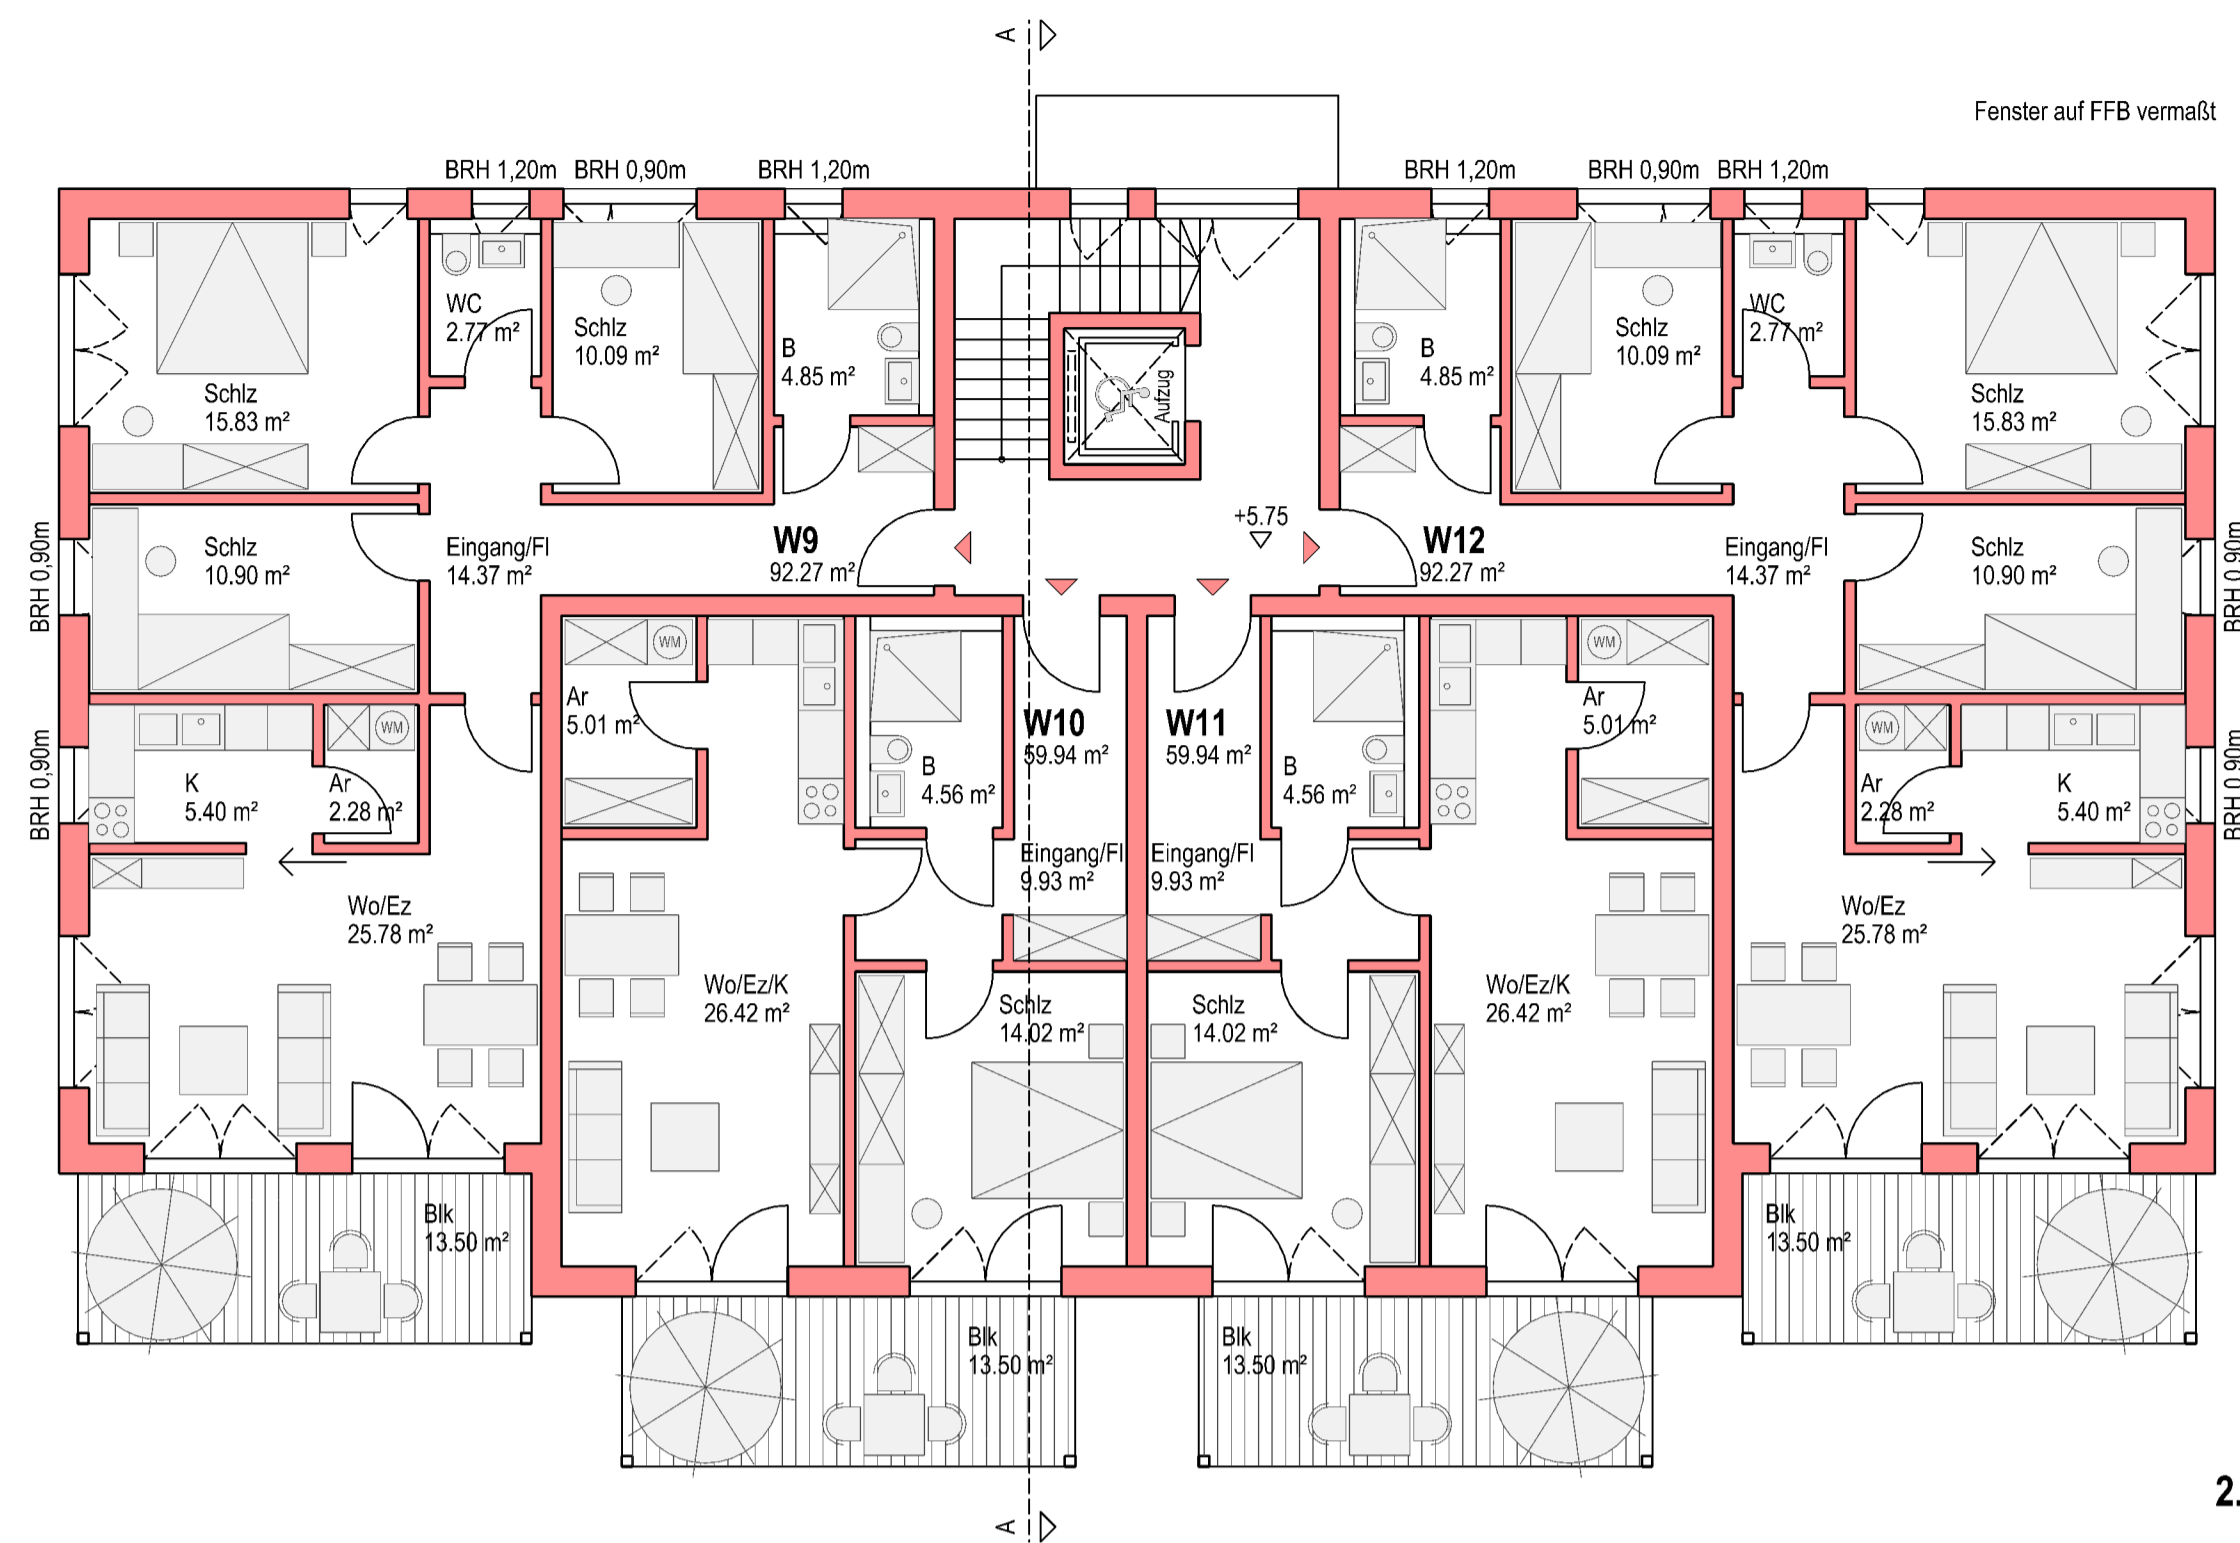 A
Fenster auf FFB vermaßt
BRH 1,20m
BRH 0,90m
BRH 1,20m
BRH 1,20m
BRH 0,90m
BRH 1,20m
WC
2.77 m²
Schlz
10.09 m²
B
4.85 m²
Schlz
15.83 m²
Aufzug
B
4.85 m²
Schlz
10.09 m²
WC
2.77 m²
Schlz
15.83 m²
BRH 0,90m
Schlz
10.90 m²
Eingang/Fl
14.37 m²
W9
92.27 m²
+5.75
W12
92.27 m²
Eingang/Fl
14.37 m²
Schlz
10.90 m²
BRH 0,90m
WM
WM
Ar
5.01 m²
W10
59.94 m²
W11
59.94 m²
Ar
5.01 m²
BRH 0,90m
WM
K
5.40 m²
Ar
2.28 m²
B
4.56 m²
B
4.56 m²
WM
Ar
2.28 m²
K
5.40 m²
BRH 0,90m
Eingang/Fl
9.93 m²
Eingang/Fl
9.93 m²
Wo/Ez
25.78 m²
Wo/Ez
25.78 m²
Wo/Ez/K
26.42 m²
Schlz
14.02 m²
Schlz
14.02 m²
Wo/Ez/K
26.42 m²
Blk
13.50 m²
Blk
13.50 m²
Blk
13.50 m²
Blk
13.50 m²
2.
A